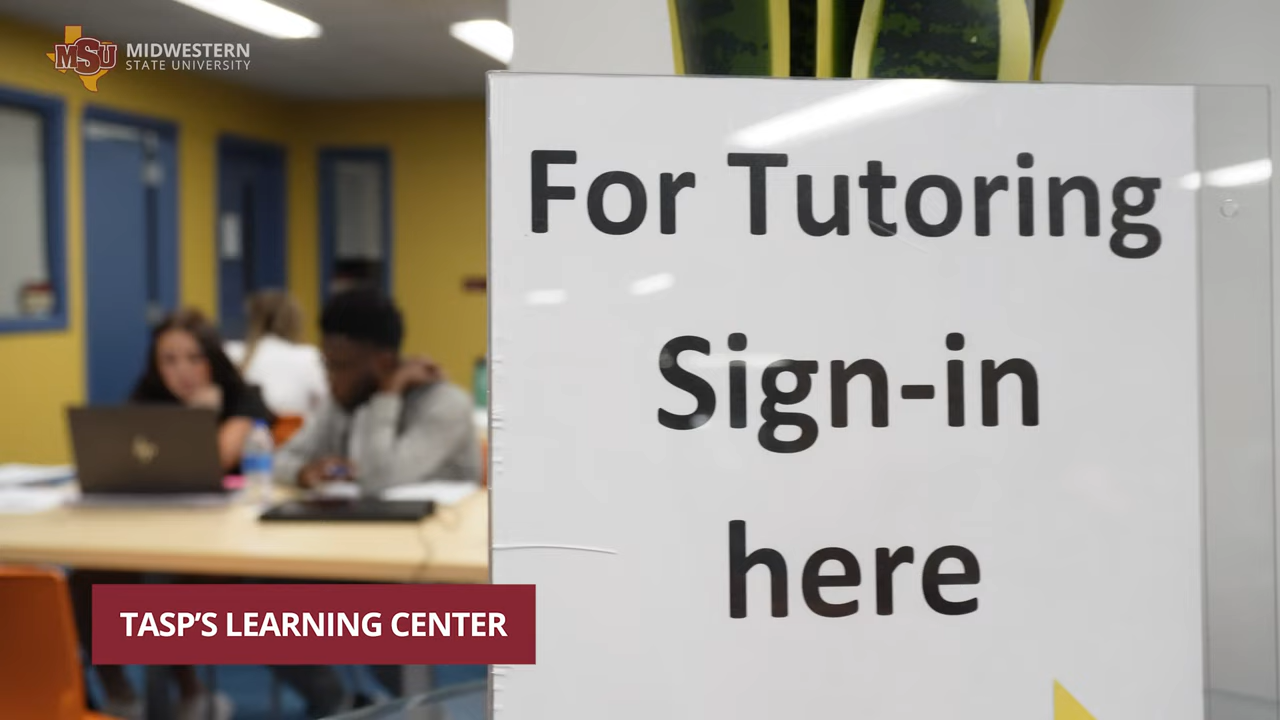 MSU
MIDWESTERN
STATE UNIVERSITY
For Tutoring
Sign-in
here
TASP'S LEARNING CENTER